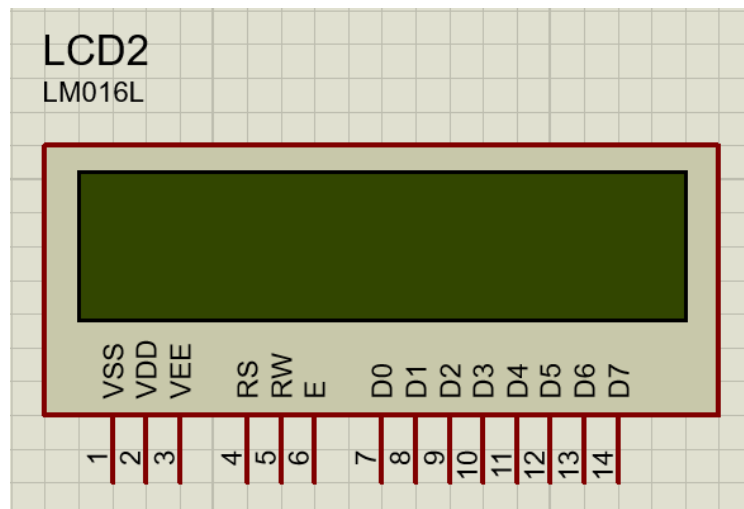 LCD2
LM016L
VSS VDD VEE RS RW E D0 D1 D2 D3 D4 D5 D6 D7
1 2 3 4 5 6 7 8 9 10 11 12 13 14